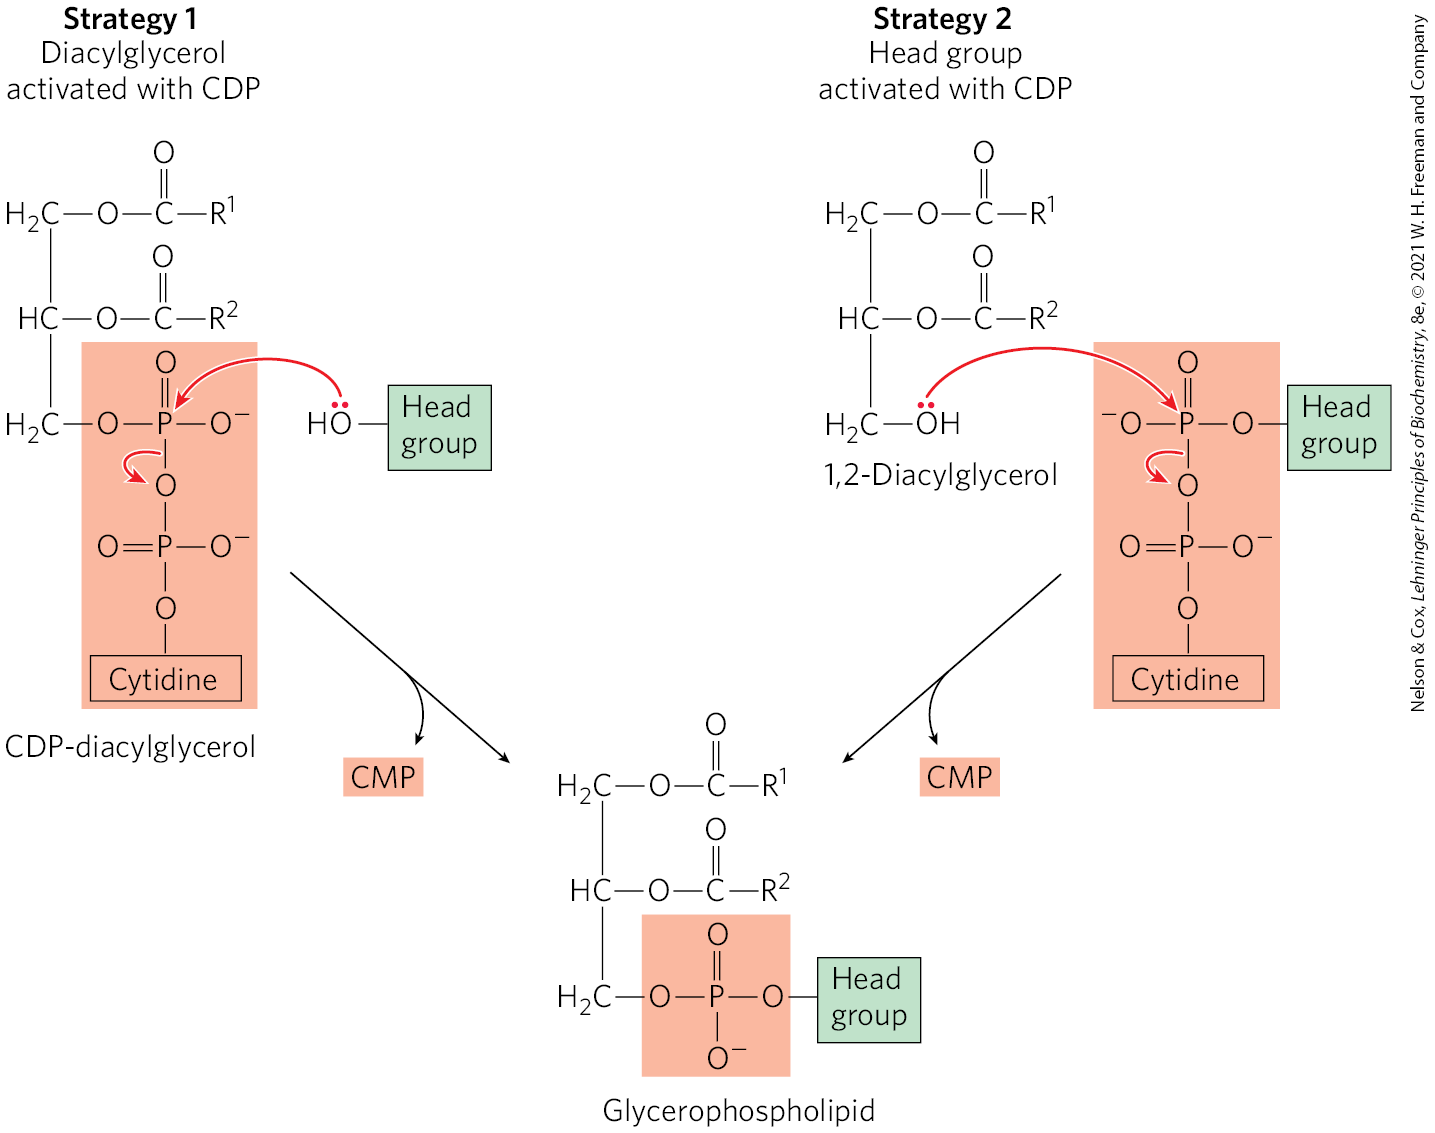 Strategy 1
Diacylglycerol
activated with CDP
Strategy 2
Head group
activated with CDP
O
H₂C—O—C—R¹
O
HC—O—C—R²
O
H₂C—O—P—O⁻
O
O=P—O⁻
O
Cytidine
CDP-diacylglycerol
HO
Head
group
O
H₂C—O—C—R¹
O
HC—O—C—R²
H₂C—OH
1,2-Diacylglycerol
O
⁻O—P—O
Head
group
O
O=P—O⁻
O
Cytidine
CMP
CMP
O
H₂C—O—C—R¹
O
HC—O—C—R²
O
H₂C—O—P—O
O⁻
Head
group
Glycerophospholipid
Nelson & Cox, Lehninger Principles of Biochemistry, 8e, © 2021 W. H. Freeman and Company